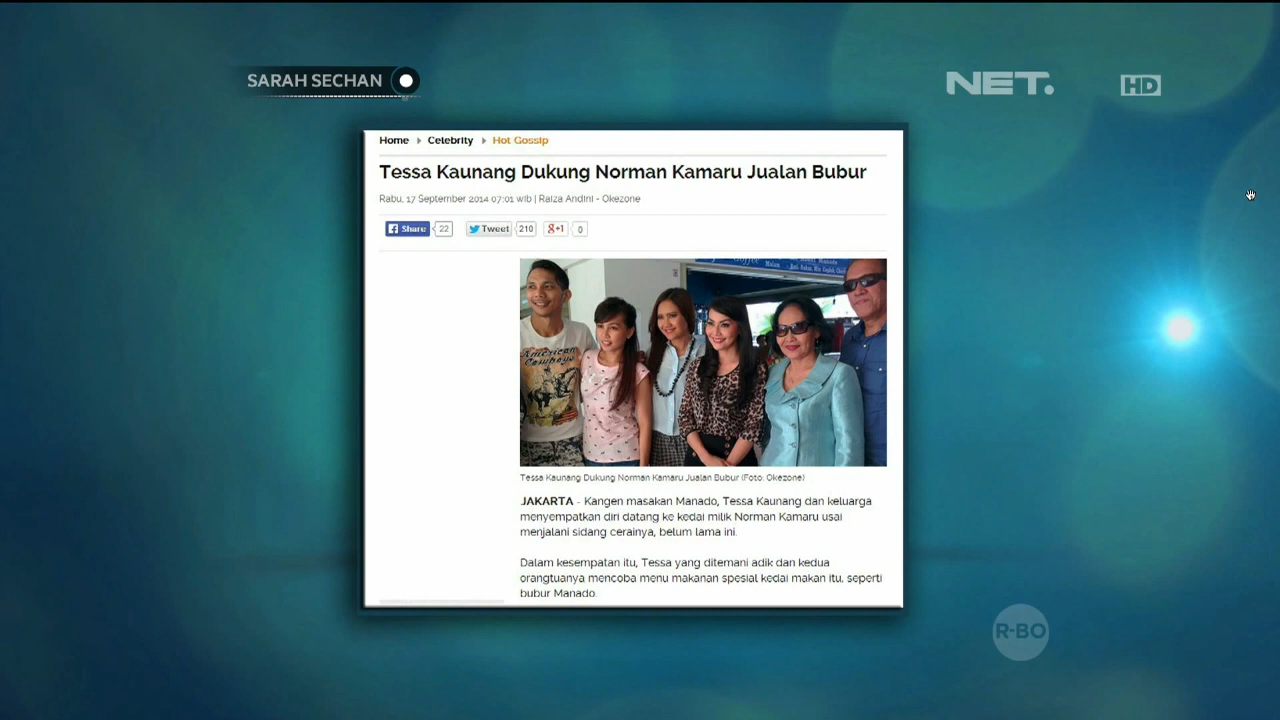 SARAH SECHAN
NET.
HD
Home Celebrity Hot Gossip
Tessa Kaunang Dukung Norman Kamaru Jualan Bubur
Rabu, 17 September 2014 07:01 wib | Raiza Andini - Okezone
Share 22 Tweet 210 g+1 0
Coffee
American
Cowboys
Tessa Kaunang Dukung Norman Kamaru Jualan Bubur (Foto: Okezone)
JAKARTA - Kangen masakan Manado, Tessa Kaunang dan keluarga
menyempatkan diri datang ke kedai milik Norman Kamaru usai
menjalani sidang cerainya, belum lama ini.
Dalam kesempatan itu, Tessa yang ditemani adik dan kedua
orangtuanya mencoba menu makanan spesial kedai makan itu, seperti
bubur Manado.
R-BO